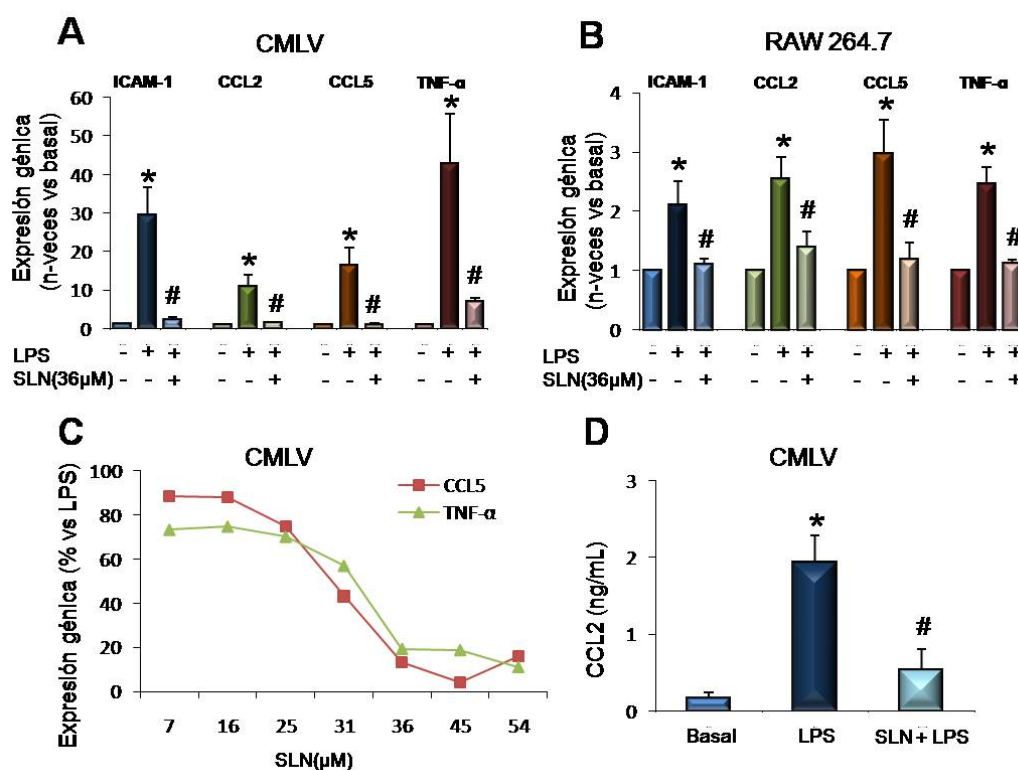 A
CMLV
ICAM-1 CCL2 CCL5 TNF-α
Expresión génica
(n-veces vs basal)
60
50
40
30
20
10
0
* * * *
# # # #
LPS - + + - + + - + + - + +
SLN(36µM) - - + - - + - - + - - +
B
RAW 264.7
ICAM-1 CCL2 CCL5 TNF-α
Expresión génica
(n-veces vs basal)
4
3
2
1
0
* * * *
# # # #
LPS - + + - + + - + + - + +
SLN(36µM) - - + - - + - - + - - +
C
CMLV
Expresión génica (% vs LPS)
100
80
60
40
20
0
CCL5
TNF-α
7 16 25 31 36 45 54
SLN(µM)
D
CMLV
CCL2 (ng/mL)
3
2
1
0
*
#
Basal LPS SLN + LPS